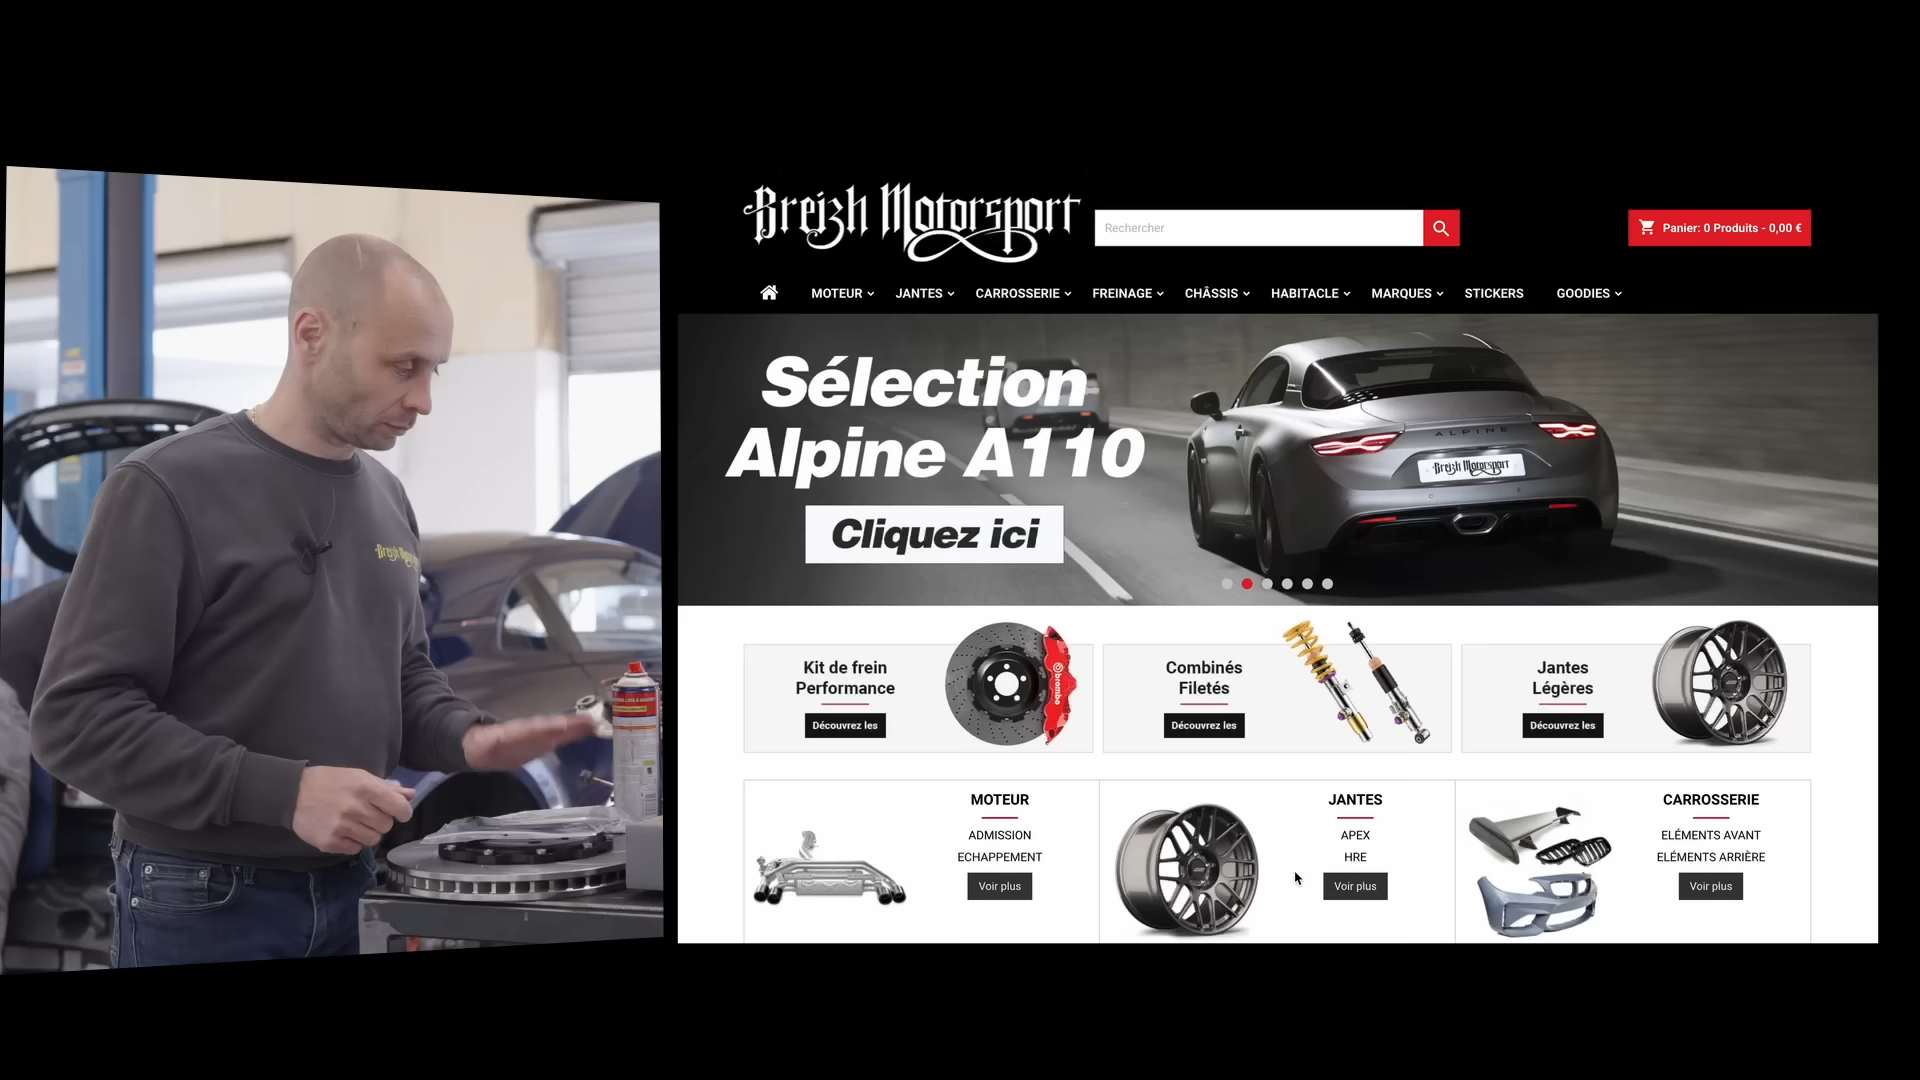 Breizh Motorsport
Rechercher
Panier: 0 Produits - 0,00 €
MOTEUR
JANTES
CARROSSERIE
FREINAGE
CHÂSSIS
HABITACLE
MARQUES
STICKERS
GOODIES
Sélection
Alpine A110
Cliquez ici
ALPINE
Breizh Motorsport
Kit de frein
Performance
Découvrez les
brembo
Combinés
Filetés
Découvrez les
Jantes
Légères
Découvrez les
MOTEUR
ADMISSION
ECHAPPEMENT
Voir plus
JANTES
APEX
HRE
Voir plus
CARROSSERIE
ELÉMENTS AVANT
ELÉMENTS ARRIÈRE
Voir plus